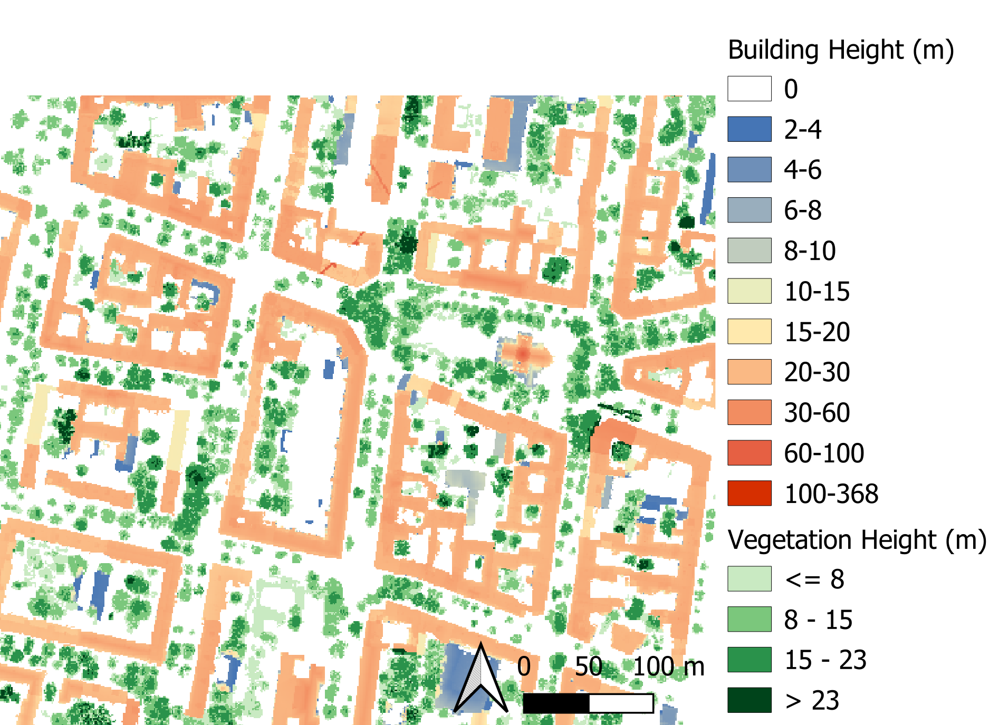 Building Height (m)
0
2-4
4-6
6-8
8-10
10-15
15-20
20-30
30-60
60-100
100-368
Vegetation Height (m)
<= 8
8 - 15
15 - 23
> 23
0 50 100 m